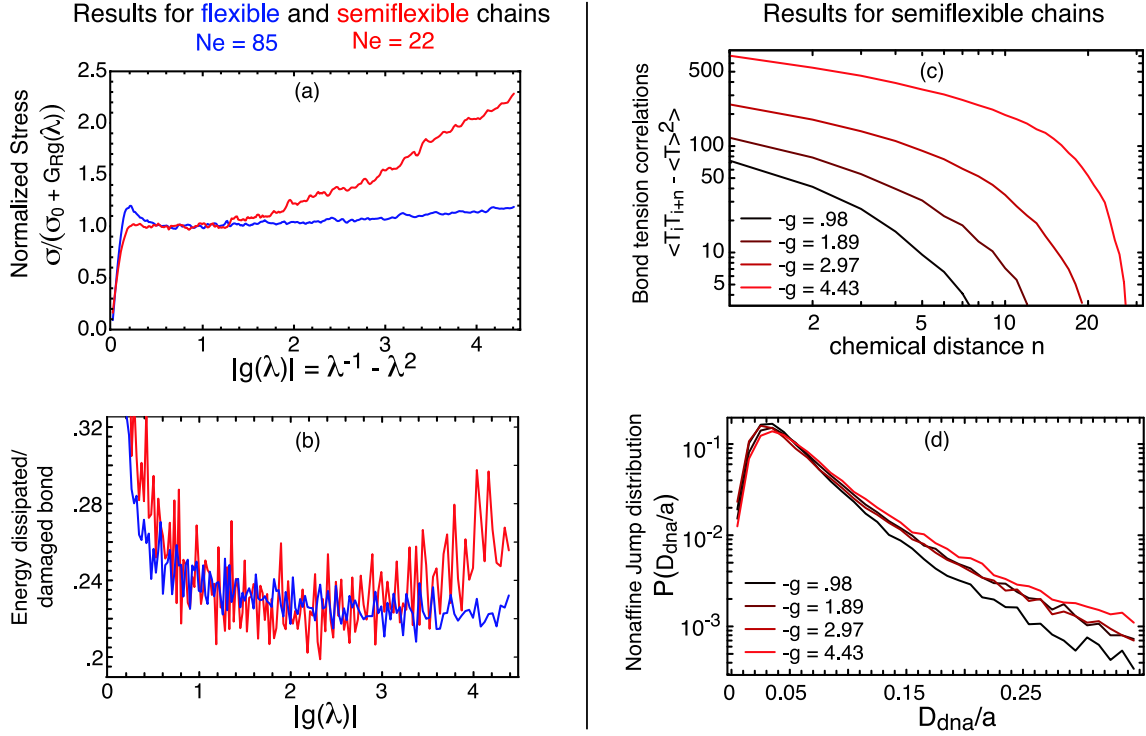 Results for flexible and semiflexible chains
Ne = 85 Ne = 22
Results for semiflexible chains
(a)
Normalized Stress
σ/(σ0 + GRg(λ))
2.5
2.0
1.5
1.0
0.5
0.0
0 1 2 3 4
|g(λ)| = λ-1 - λ2
(b)
Energy dissipated/
damaged bond
.32
.28
.24
.22
.2
0 1 2 3 4
|g(λ)|
(c)
Bond tension correlations
<TiTi+n - <T>2>
500
100
50
10
5
-g = .98
-g = 1.89
-g = 2.97
-g = 4.43
2 5 10 20
chemical distance n
(d)
Nonaffine Jump distribution
P(Ddna/a)
10-1
10-2
10-3
-g = .98
-g = 1.89
-g = 2.97
-g = 4.43
0 0.05 0.15 0.25
Ddna/a